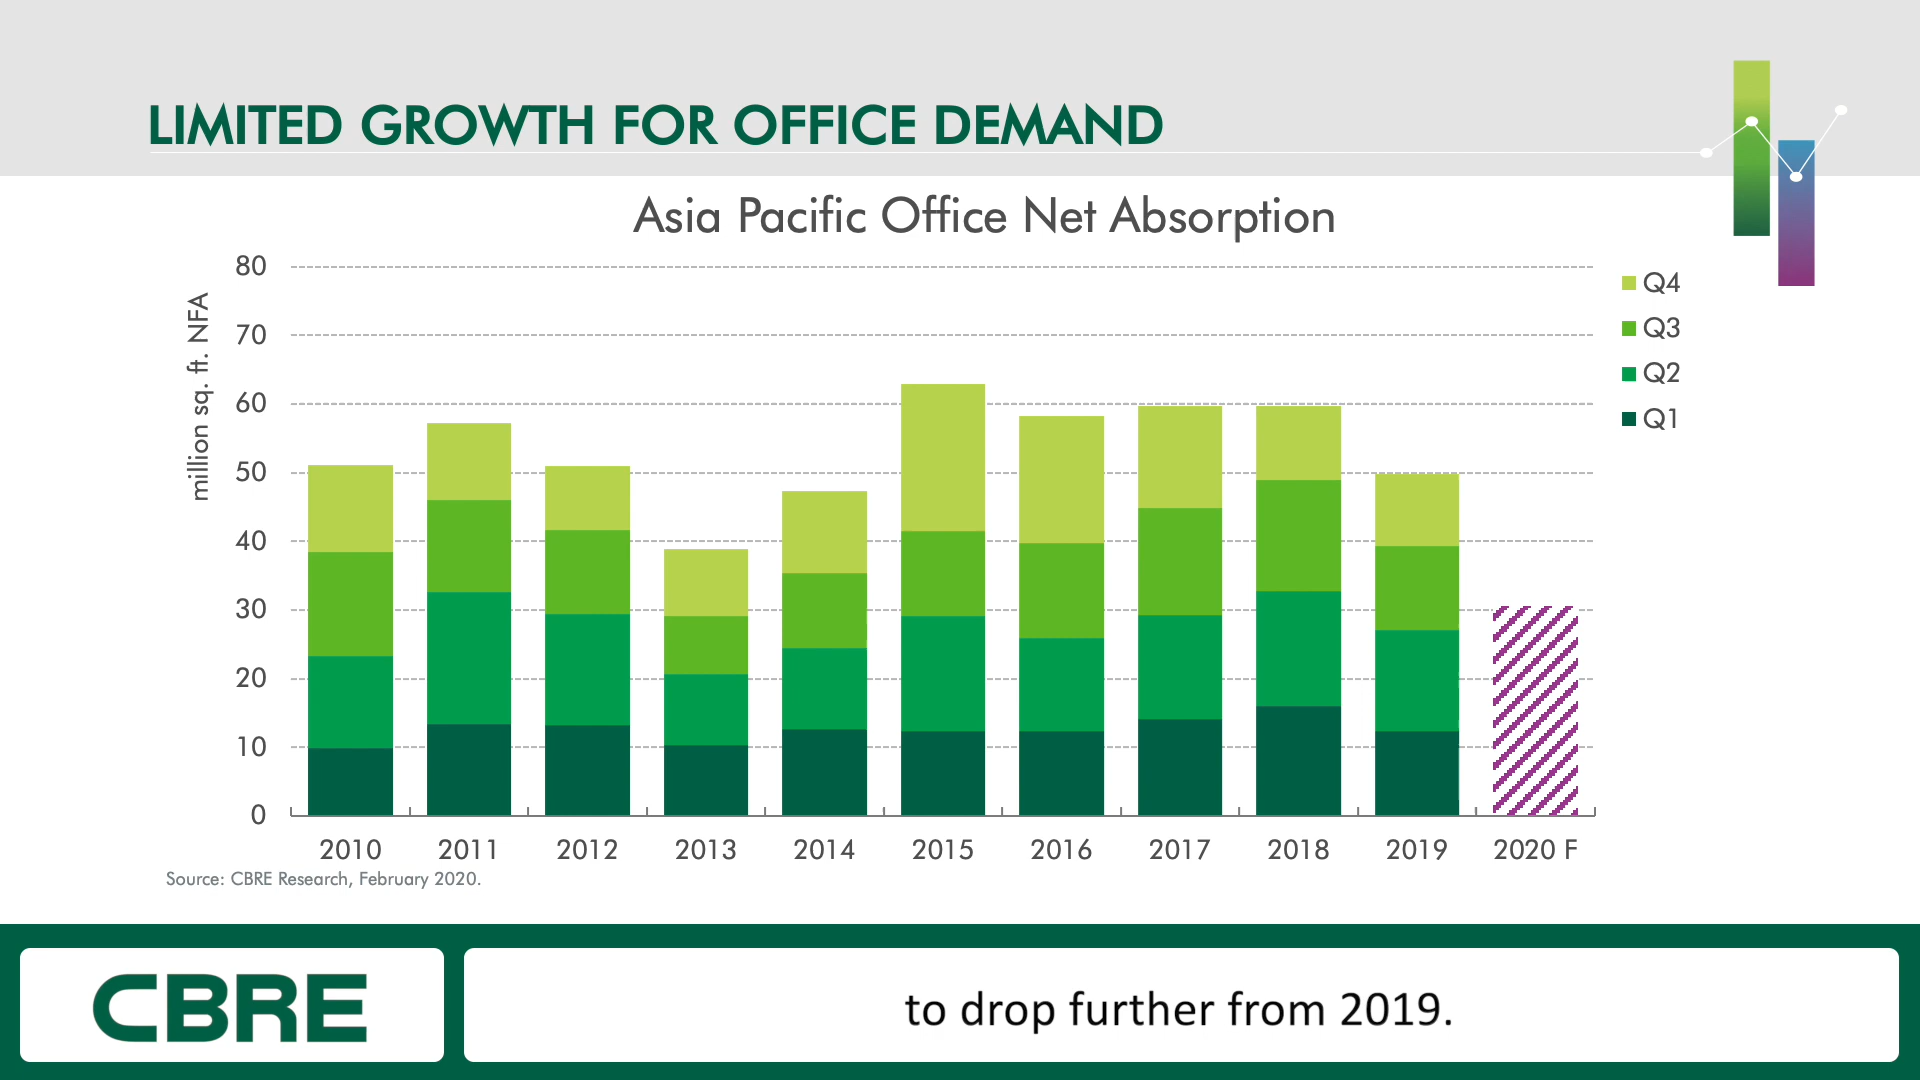 LIMITED GROWTH FOR OFFICE DEMAND
Asia Pacific Office Net Absorption
million sq. ft. NFA
80
70
60
50
40
30
20
10
0
Q4
Q3
Q2
Q1
2010 2011 2012 2013 2014 2015 2016 2017 2018 2019 2020 F
Source: CBRE Research, February 2020.
CBRE
to drop further from 2019.